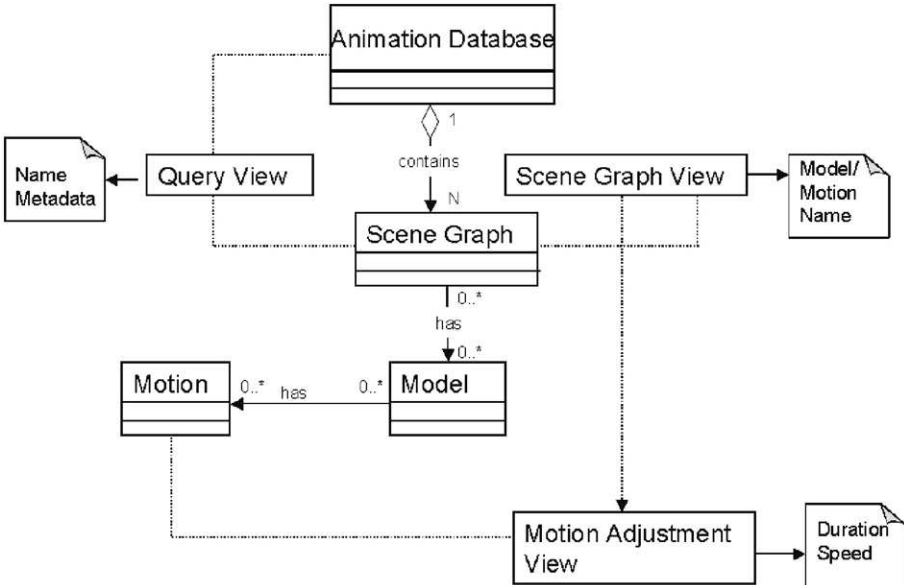 Animation Database
1
contains
N
Name
Metadata
Query View
Scene Graph View
Model/
Motion
Name
Scene Graph
0..*
has
0..*
Motion
0..*
has
0..*
Model
Motion Adjustment
View
Duration
Speed